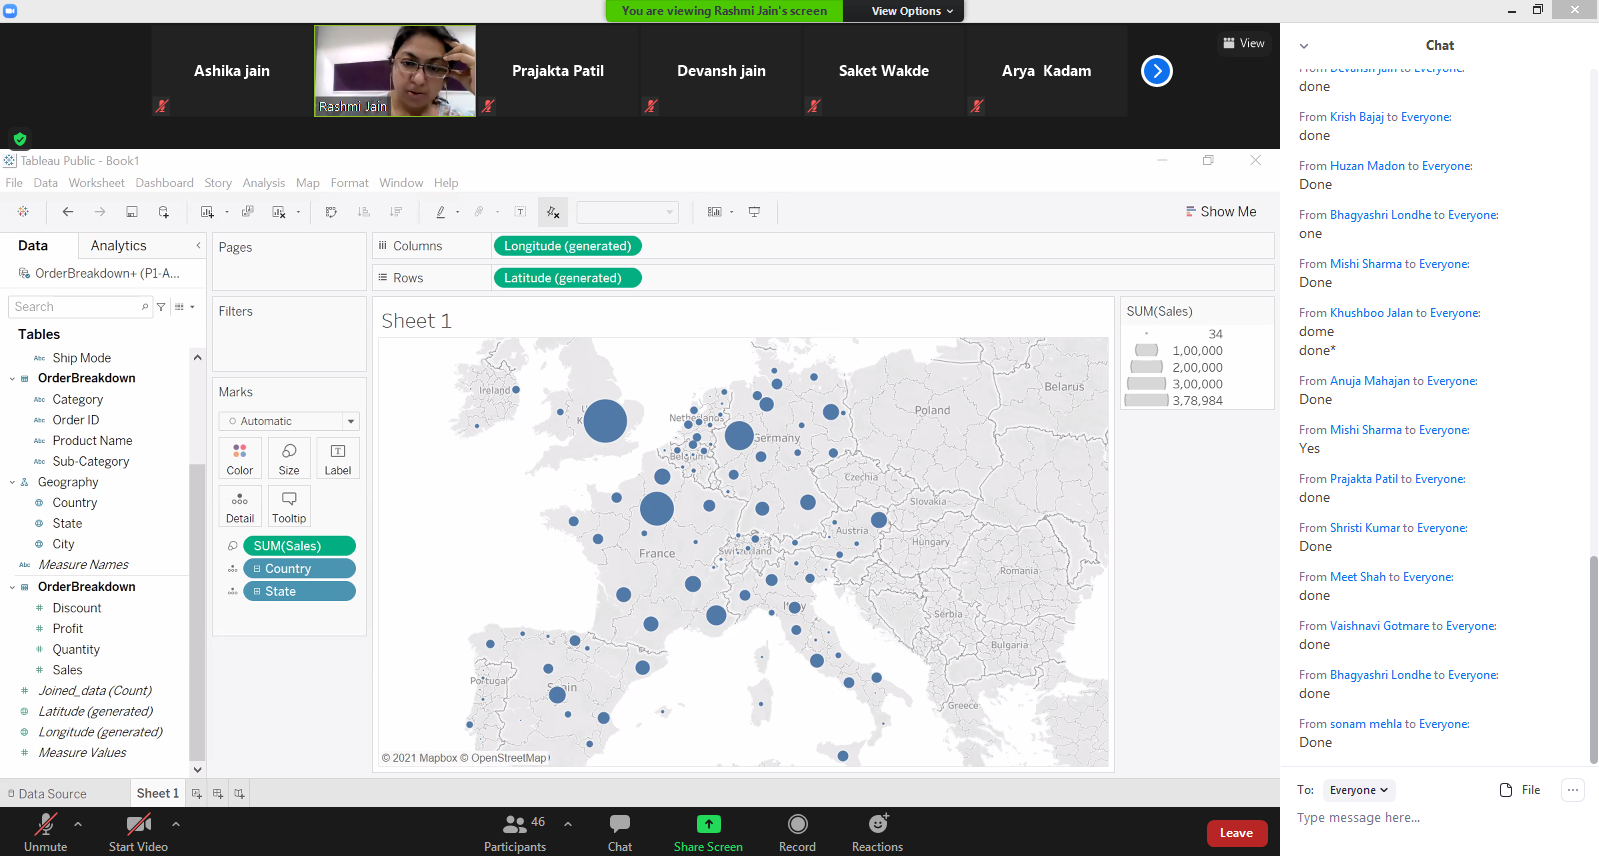 You are viewing Rashmi Jain's screen
View Options
Ashika jain
Rashmi Jain
Prajakta Patil
Devansh jain
Saket Wakde
Arya Kadam
View
Tableau Public - Book1
File Data Worksheet Dashboard Story Analysis Map Format Window Help
Show Me
Data
Analytics
OrderBreakdown+ (P1-A...
Search
Tables
Abc Ship Mode
OrderBreakdown
Abc Category
Abc Order ID
Abc Product Name
Abc Sub-Category
Geography
Country
State
City
Abc Measure Names
OrderBreakdown
# Discount
# Profit
# Quantity
# Sales
# Joined_data (Count)
Latitude (generated)
Longitude (generated)
# Measure Values
Pages
Filters
Marks
Automatic
Color
Size
Label
Detail
Tooltip
SUM(Sales)
Country
State
Columns
Longitude (generated)
Rows
Latitude (generated)
Sheet 1
Ireland
Netherlands
Belgium
Germany
Poland
Belarus
Czechia
Slovakia
Austria
Hungary
Switzerland
France
Romania
Serbia
Italy
Bulgaria
Portugal
Spain
Greece
© 2021 Mapbox © OpenStreetMap
SUM(Sales)
34
1,00,000
2,00,000
3,00,000
3,78,984
Data Source
Sheet 1
Unmute
Start Video
46
Participants
Chat
Share Screen
Record
Reactions
Leave
Chat
From Devansh jain to Everyone:
done
From Krish Bajaj to Everyone:
done
From Huzan Madon to Everyone:
Done
From Bhagyashri Londhe to Everyone:
one
From Mishi Sharma to Everyone:
Done
From Khushboo Jalan to Everyone:
dome
done*
From Anuja Mahajan to Everyone:
Done
From Mishi Sharma to Everyone:
Yes
From Prajakta Patil to Everyone:
done
From Shristi Kumar to Everyone:
Done
From Meet Shah to Everyone:
done
From Vaishnavi Gotmare to Everyone:
done
From Bhagyashri Londhe to Everyone:
done
From sonam mehla to Everyone:
Done
To: Everyone
File
Type message here...